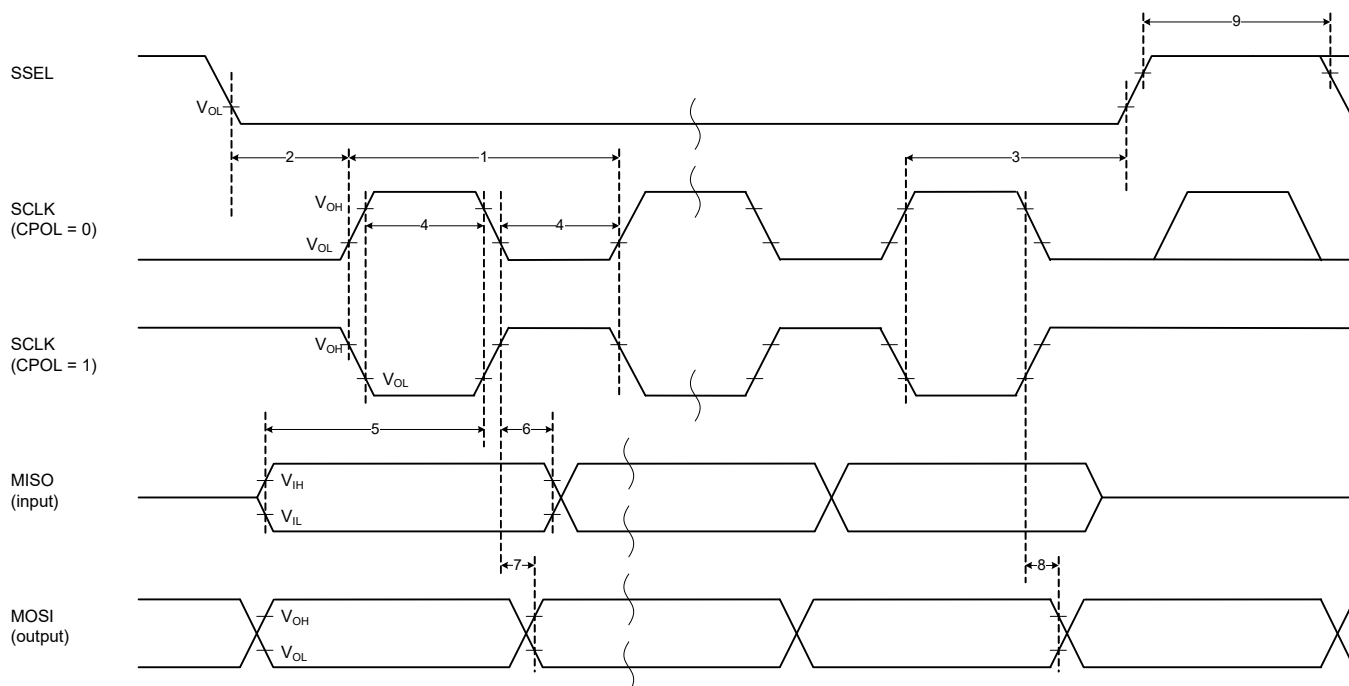 9
SSEL
VOL
2
1
3
SCLK
(CPOL = 0)
VOH
4
4
VOL
SCLK
(CPOL = 1)
VOH
VOL
5
6
MISO
(input)
VIH
VIL
7
8
MOSI
(output)
VOH
VOL